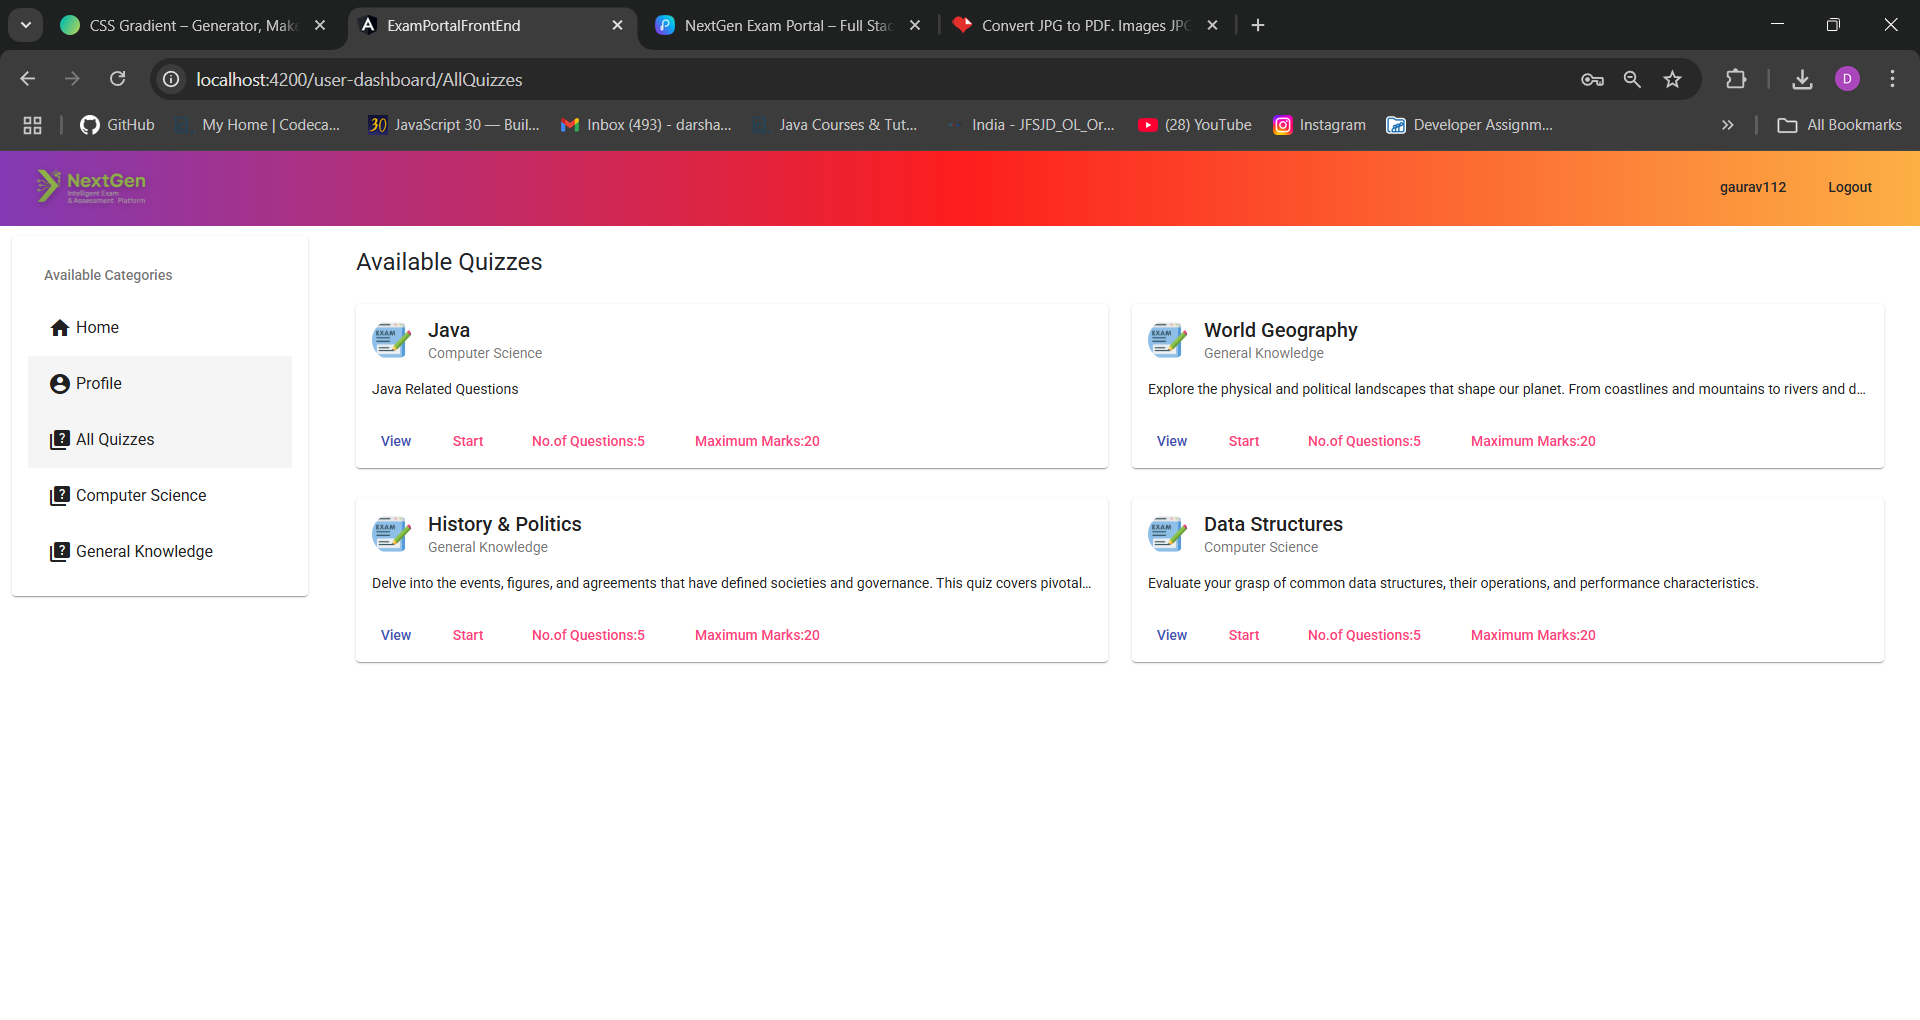 CSS Gradient – Generator, Make
ExamPortalFrontEnd
NextGen Exam Portal – Full Stac
Convert JPG to PDF. Images JPG
localhost:4200/user-dashboard/AllQuizzes
D
GitHub
My Home | Codeca...
30
JavaScript 30 — Buil...
Inbox (493) - darsha...
Java Courses & Tut...
India - JFSJD_OL_Or...
(28) YouTube
Instagram
Developer Assignm...
All Bookmarks
NextGen
Intelligent Exam
& Assessment Platform
gaurav112
Logout
Available Categories
Home
Profile
All Quizzes
Computer Science
General Knowledge
Available Quizzes
EXAM
Java
Computer Science
Java Related Questions
View Start No.of Questions:5 Maximum Marks:20
EXAM
World Geography
General Knowledge
Explore the physical and political landscapes that shape our planet. From coastlines and mountains to rivers and d...
View Start No.of Questions:5 Maximum Marks:20
EXAM
History & Politics
General Knowledge
Delve into the events, figures, and agreements that have defined societies and governance. This quiz covers pivotal...
View Start No.of Questions:5 Maximum Marks:20
EXAM
Data Structures
Computer Science
Evaluate your grasp of common data structures, their operations, and performance characteristics.
View Start No.of Questions:5 Maximum Marks:20